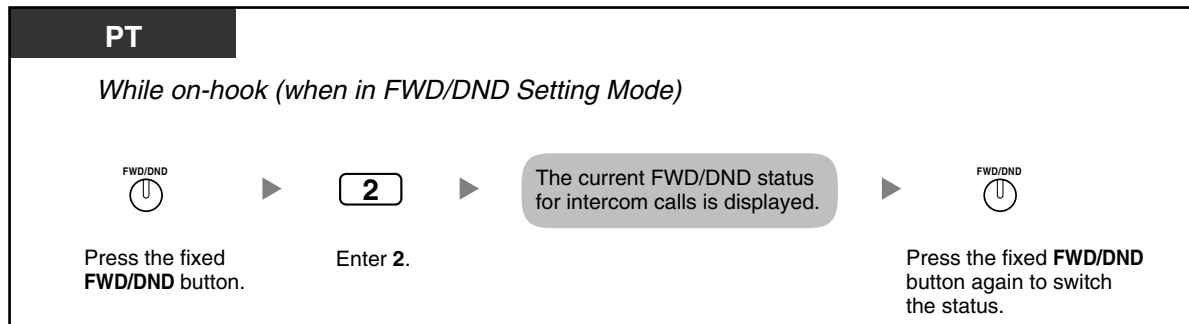 PT
While on-hook (when in FWD/DND Setting Mode)
FWD/DND
2
The current FWD/DND status
for intercom calls is displayed.
FWD/DND
Press the fixed
FWD/DND button.
Enter 2.
Press the fixed FWD/DND
button again to switch
the status.